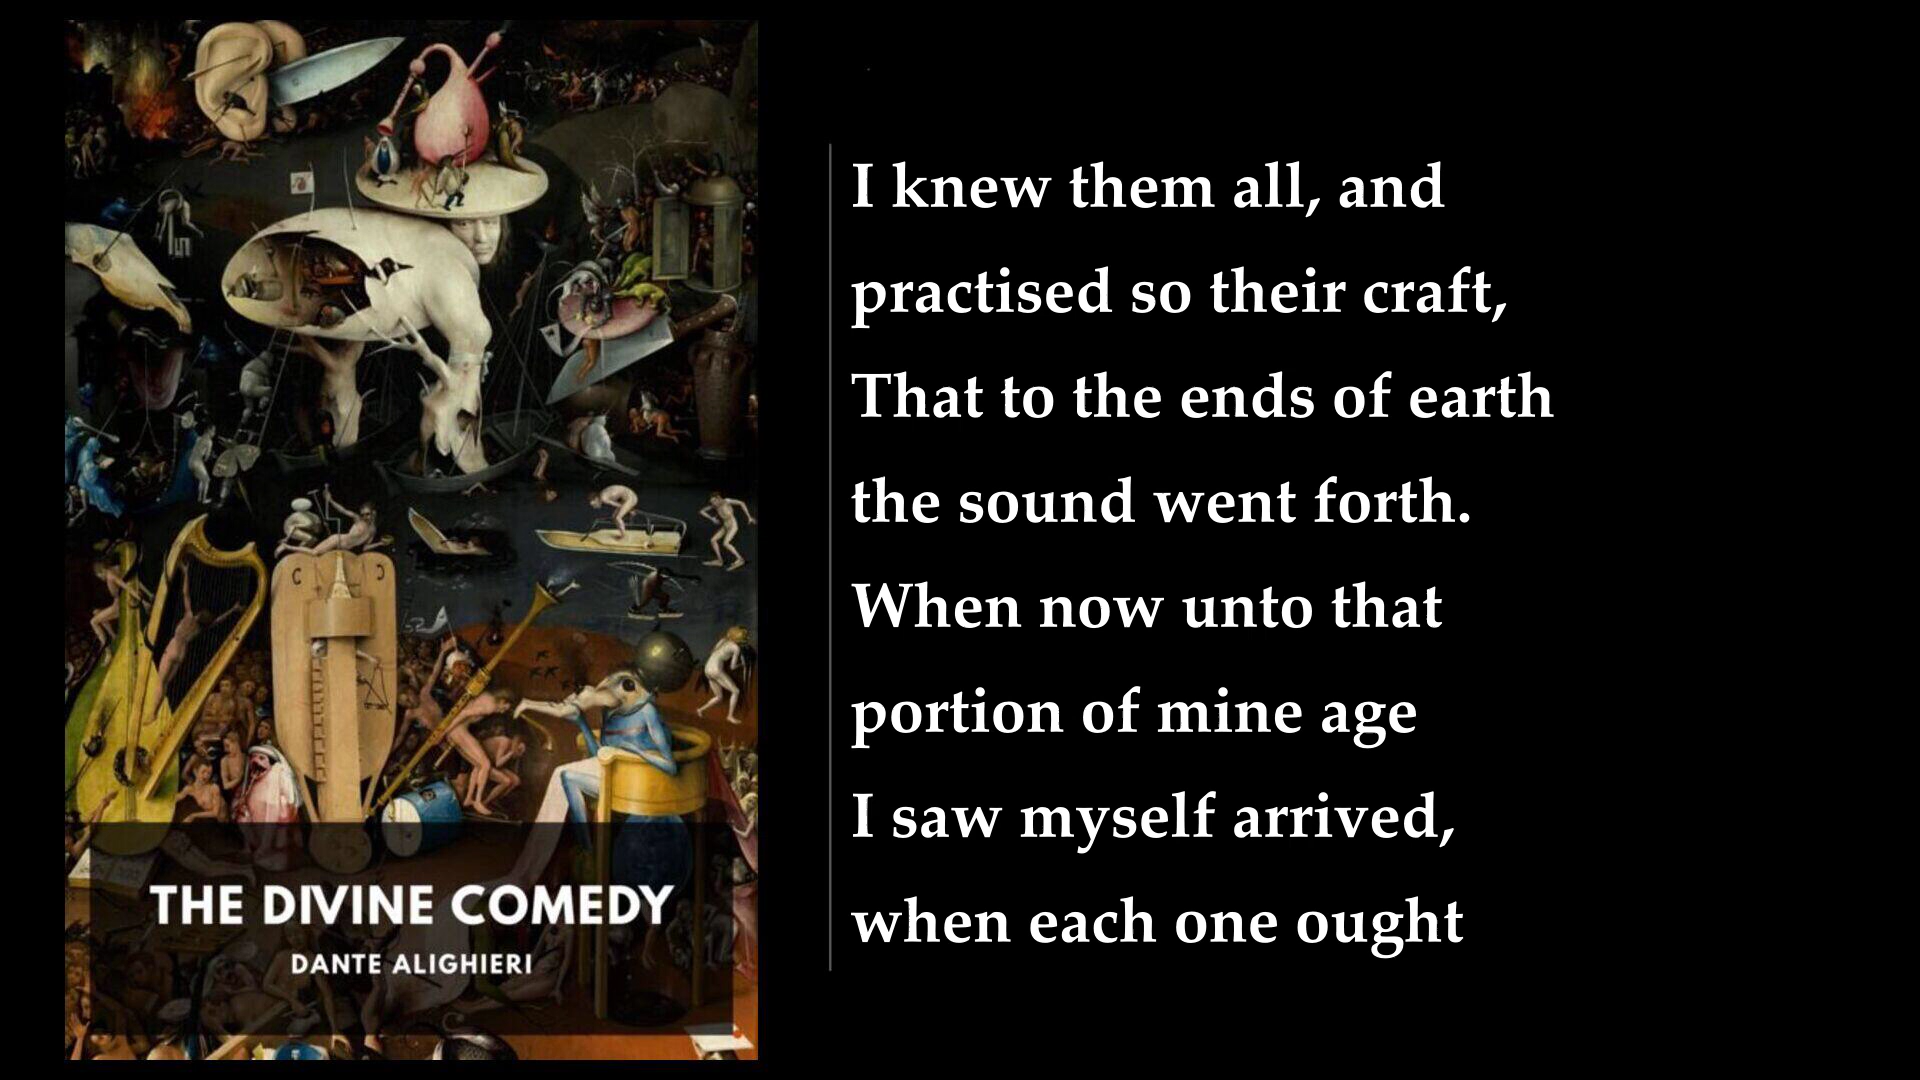 THE DIVINE COMEDY
DANTE ALIGHIERI
I knew them all, and
practised so their craft,
That to the ends of earth
the sound went forth.
When now unto that
portion of mine age
I saw myself arrived,
when each one ought